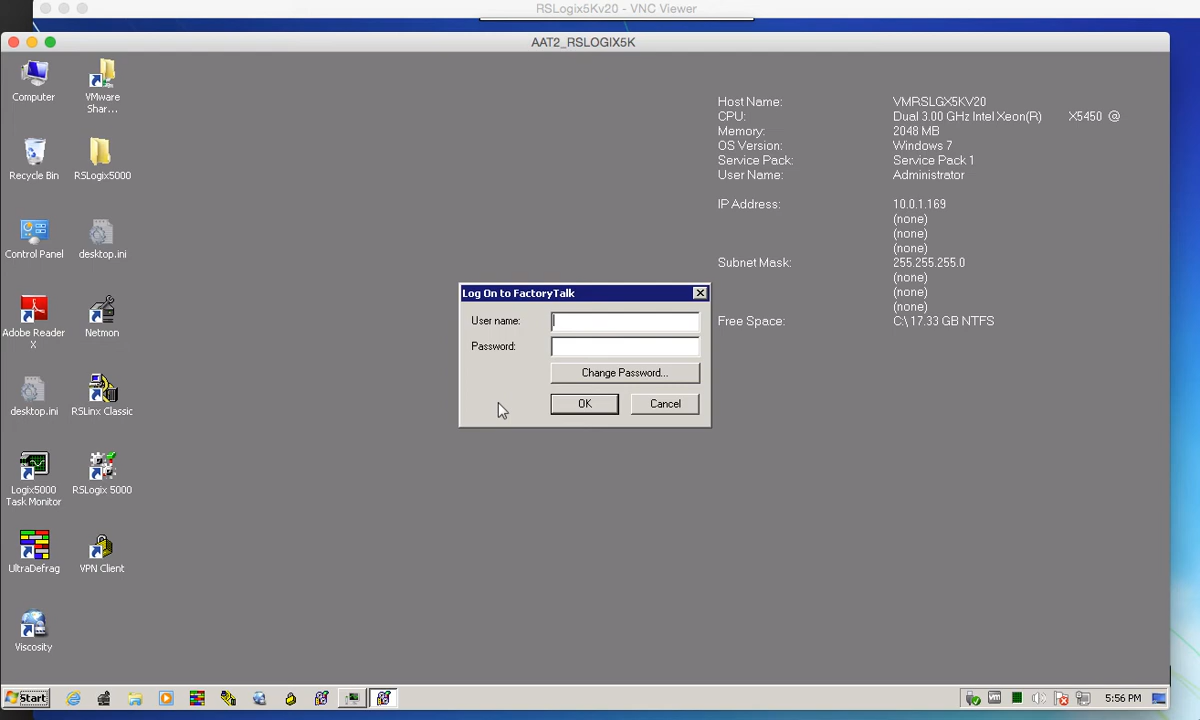 RSLogix5Kv20 - VNC Viewer
AAT2_RSLOGIX5K
Computer
VMware
Shar...
Recycle Bin
RSLogix5000
Control Panel
desktop.ini
Adobe Reader
X
Netmon
desktop.ini
RSLinx Classic
Logix5000
Task Monitor
RSLogix 5000
UltraDefrag
VPN Client
Viscosity
Host Name: VMRSLGX5KV20
CPU: Dual 3.00 GHz Intel Xeon(R) X5450 @
Memory: 2048 MB
OS Version: Windows 7
Service Pack: Service Pack 1
User Name: Administrator
IP Address: 10.0.1.169
(none)
(none)
(none)
Subnet Mask: 255.255.255.0
(none)
(none)
(none)
Free Space: C:\ 17.33 GB NTFS
Log On to FactoryTalk
User name:
Password:
Change Password...
OK Cancel
Start
5:56 PM